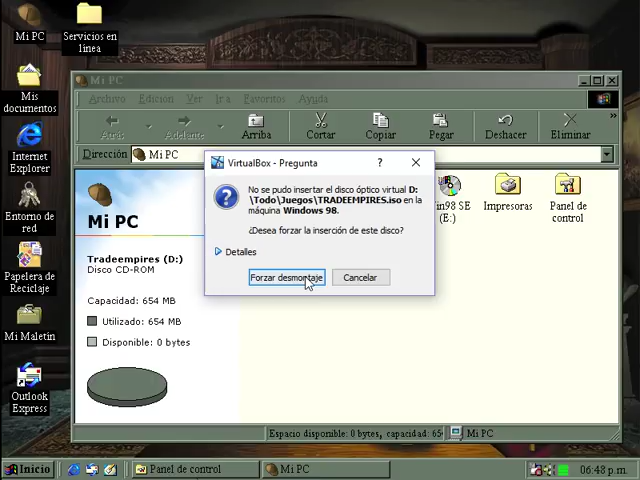 Mi PC
Servicios en
línea
Mis
documentos
Internet
Explorer
Entorno de
red
Papelera de
Reciclaje
Mi Maletín
Outlook
Express
Mi PC
Archivo Edición Ver Ir a Favoritos Ayuda
Atrás Adelante Arriba Cortar Copiar Pegar Deshacer Eliminar »
Dirección Mi PC
Mi PC
Tradeempires (D:)
Disco CD-ROM
Capacidad: 654 MB
Utilizado: 654 MB
Disponible: 0 bytes
Win98 SE
(E:)
Impresoras
Panel de
control
VirtualBox - Pregunta
No se pudo insertar el disco óptico virtual D:
\Todo\Juegos\TRADEEMPIRES.iso en la
máquina Windows 98.
¿Desea forzar la inserción de este disco?
Detalles
Forzar desmontaje Cancelar
Espacio disponible: 0 bytes, capacidad: 65 Mi PC
Inicio Panel de control Mi PC 06:48 p.m.